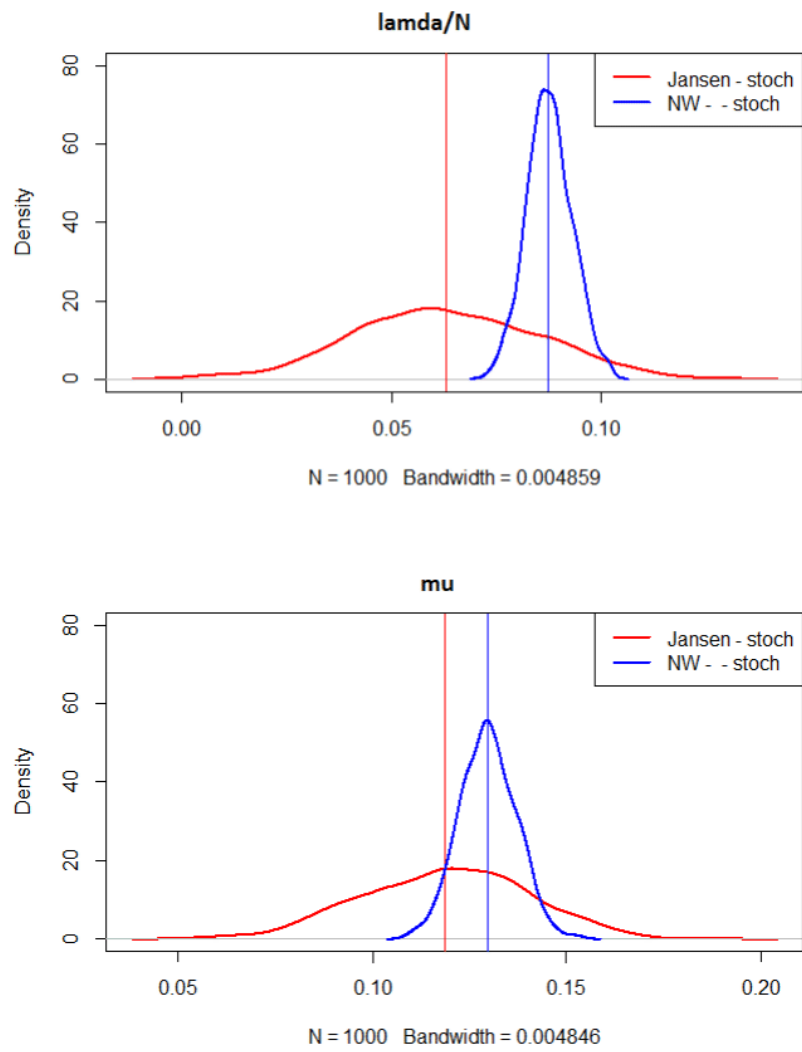 lamda/N
80
60
40
20
0
Density
Jansen - stoch
NW - - stoch
0.00 0.05 0.10
N = 1000 Bandwidth = 0.004859
mu
80
60
40
20
0
Density
Jansen - stoch
NW - - stoch
0.05 0.10 0.15 0.20
N = 1000 Bandwidth = 0.004846